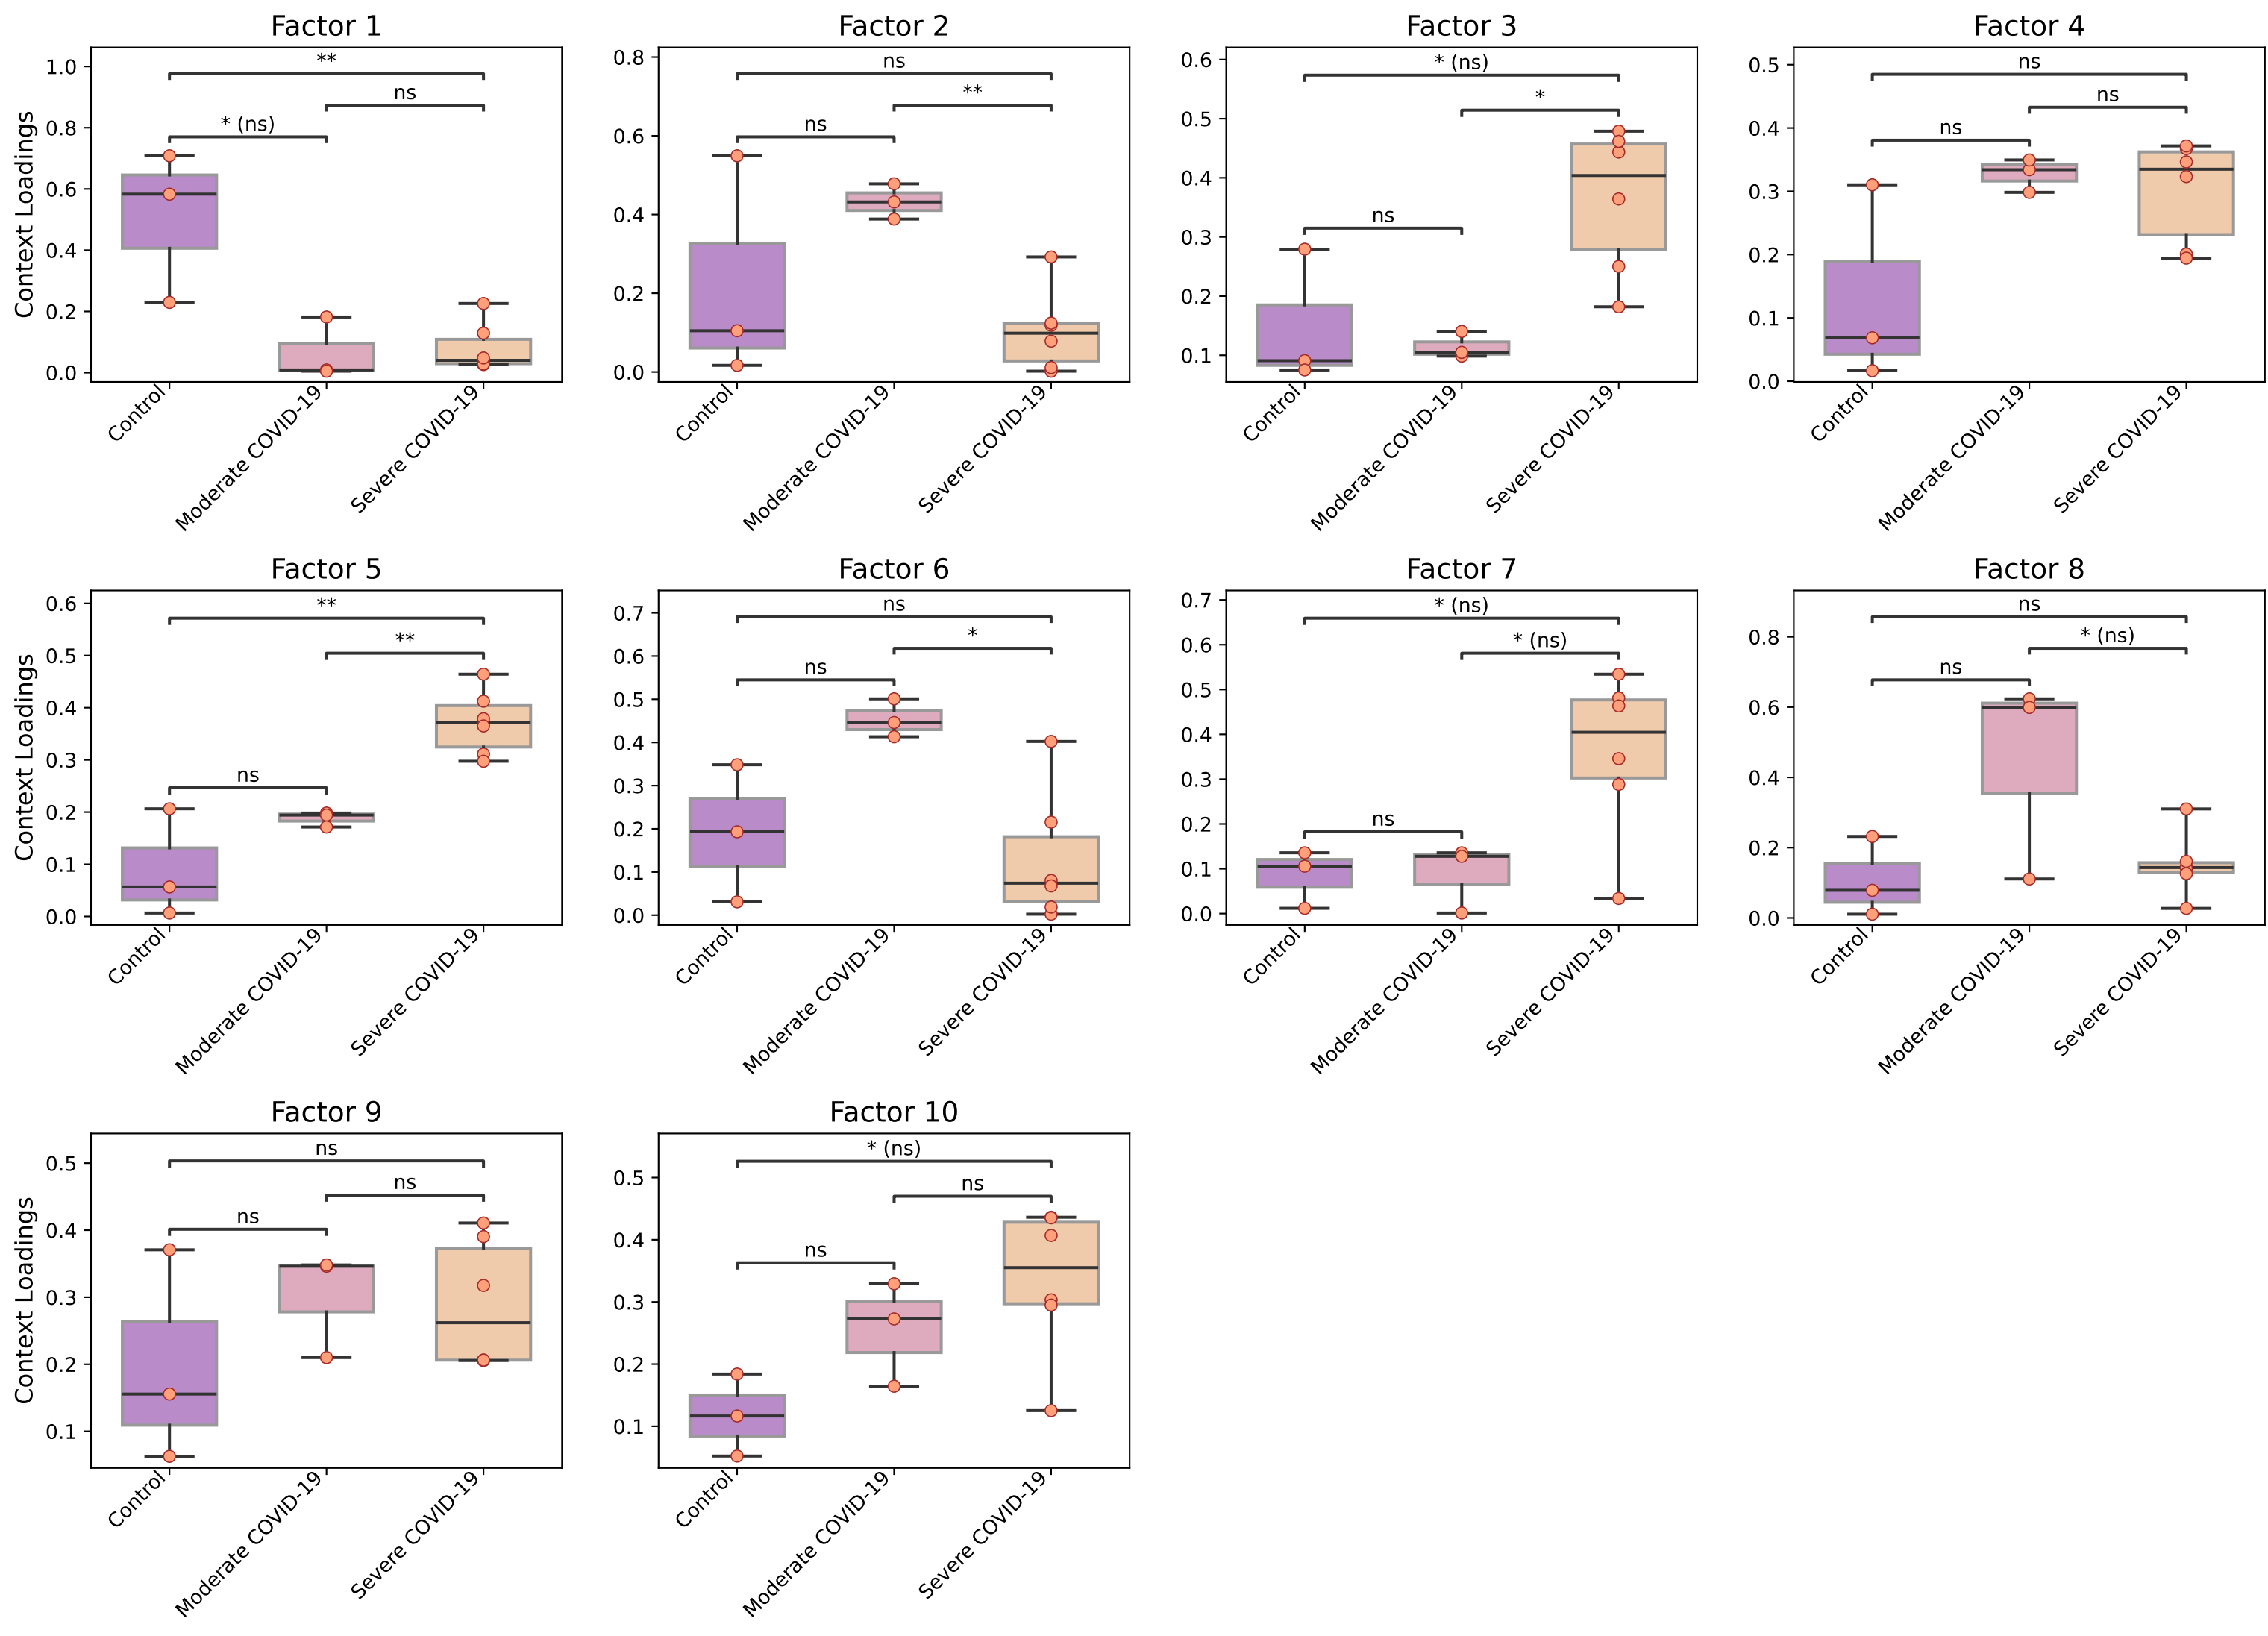 Factor 1
Factor 2
Factor 3
Factor 4
Context Loadings
1.0
0.8
0.6
0.4
0.2
0.0
**
ns
* (ns)
Control
Moderate COVID-19
Severe COVID-19
0.8
0.6
0.4
0.2
0.0
ns
**
ns
Control
Moderate COVID-19
Severe COVID-19
0.6
0.5
0.4
0.3
0.2
0.1
* (ns)
*
ns
Control
Moderate COVID-19
Severe COVID-19
0.5
0.4
0.3
0.2
0.1
0.0
ns
ns
ns
Control
Moderate COVID-19
Severe COVID-19
Factor 5
Factor 6
Factor 7
Factor 8
Context Loadings
0.6
0.5
0.4
0.3
0.2
0.1
0.0
**
**
ns
Control
Moderate COVID-19
Severe COVID-19
0.7
0.6
0.5
0.4
0.3
0.2
0.1
0.0
ns
*
ns
Control
Moderate COVID-19
Severe COVID-19
0.7
0.6
0.5
0.4
0.3
0.2
0.1
0.0
* (ns)
* (ns)
ns
Control
Moderate COVID-19
Severe COVID-19
0.8
0.6
0.4
0.2
0.0
ns
* (ns)
ns
Control
Moderate COVID-19
Severe COVID-19
Factor 9
Factor 10
Context Loadings
0.5
0.4
0.3
0.2
0.1
ns
ns
ns
Control
Moderate COVID-19
Severe COVID-19
0.5
0.4
0.3
0.2
0.1
* (ns)
ns
ns
Control
Moderate COVID-19
Severe COVID-19